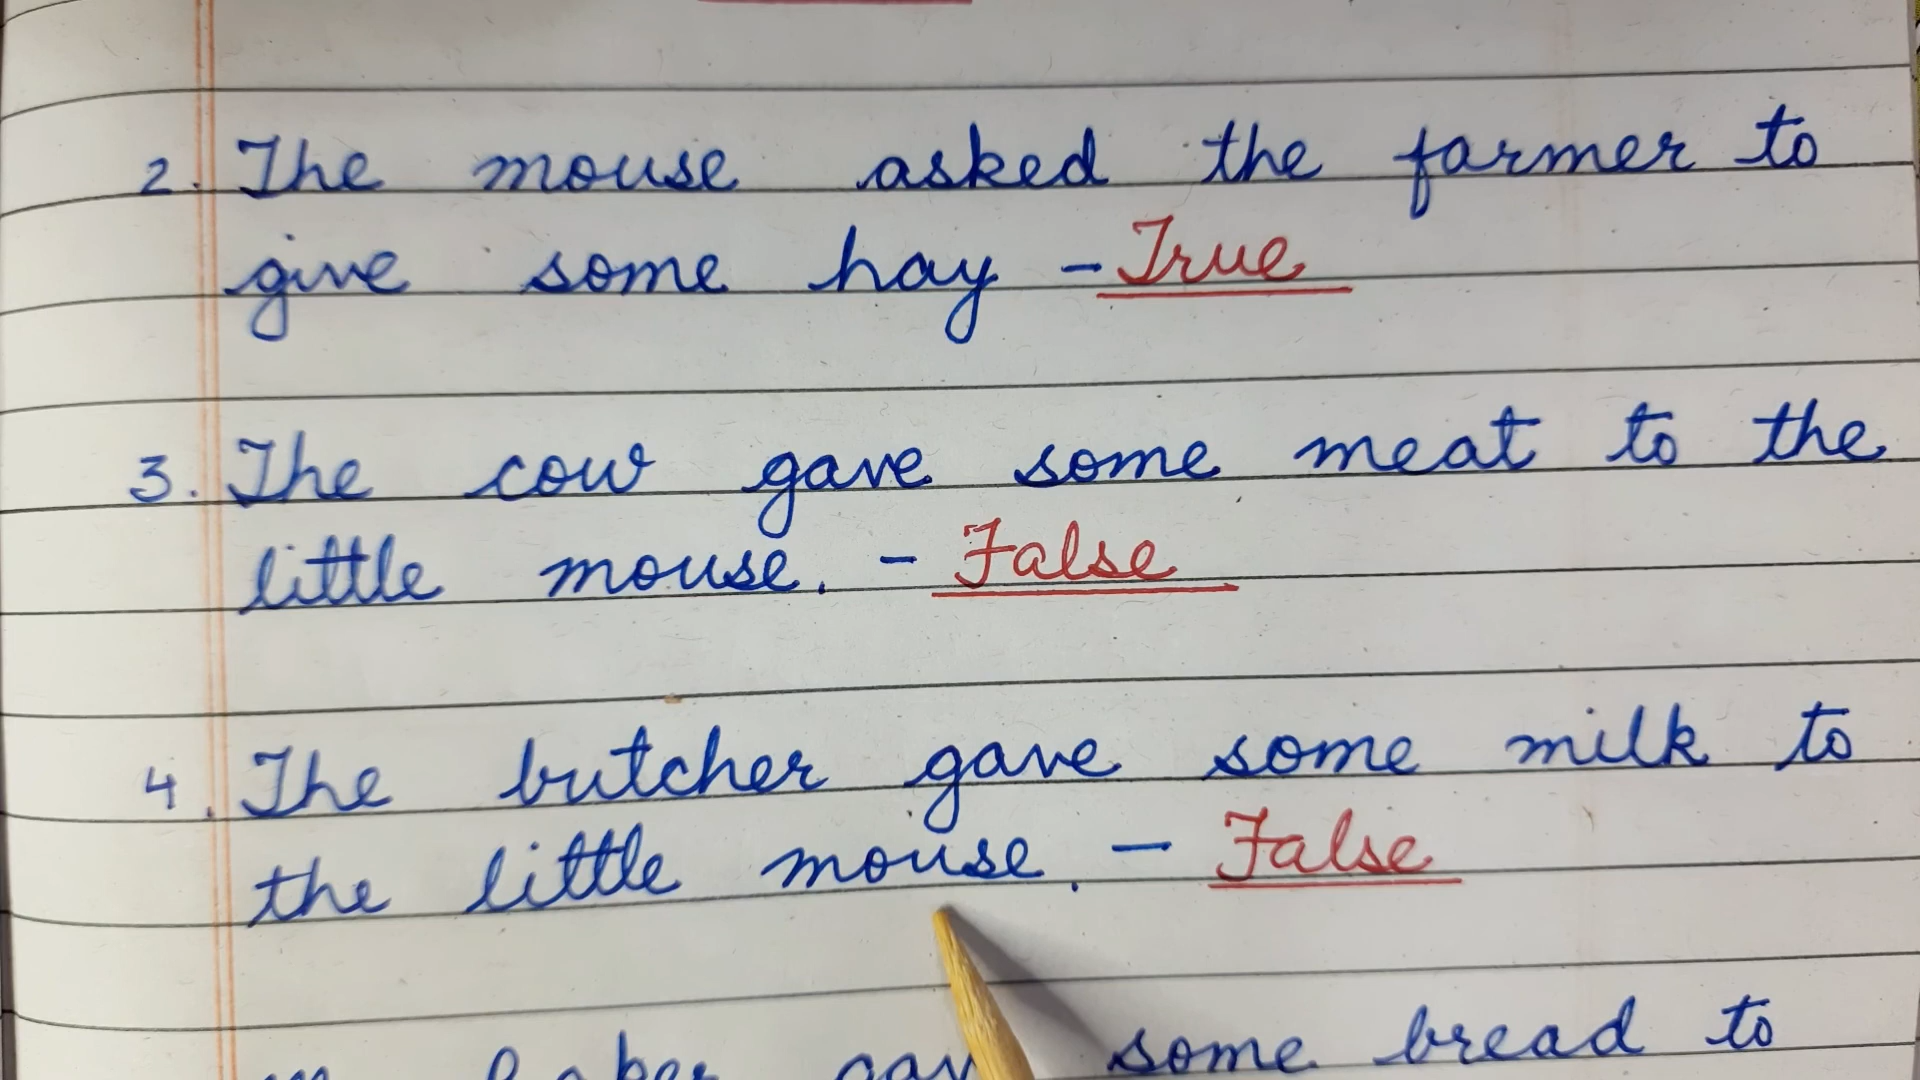 2. The mouse asked the farmer to
give some hay - True
3. The cow gave some meat to the
little mouse. - False
4. The butcher gave some milk to
the little mouse. - False
some bread to